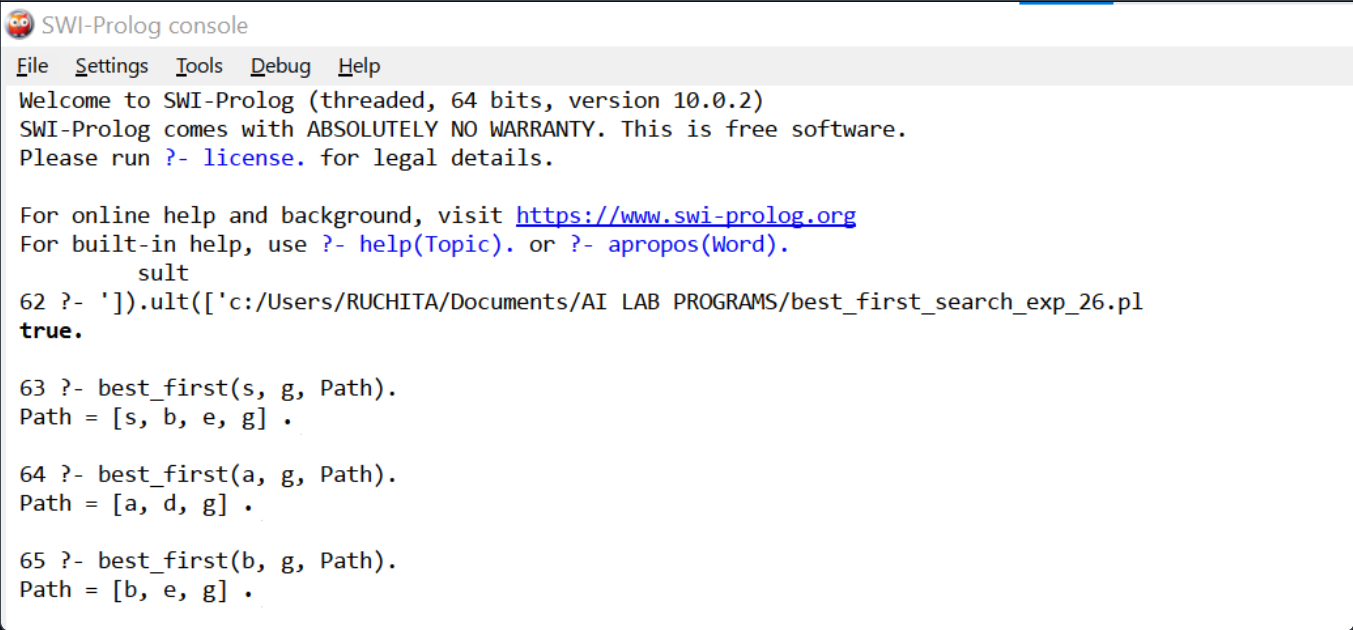 SWI-Prolog console
File Settings Tools Debug Help
Welcome to SWI-Prolog (threaded, 64 bits, version 10.0.2)
SWI-Prolog comes with ABSOLUTELY NO WARRANTY. This is free software.
Please run ?- license. for legal details.
For online help and background, visit https://www.swi-prolog.org
For built-in help, use ?- help(Topic). or ?- apropos(Word).
sult
62 ?- ']).ult(['c:/Users/RUCHITA/Documents/AI LAB PROGRAMS/best_first_search_exp_26.pl
true.
63 ?- best_first(s, g, Path).
Path = [s, b, e, g] .
64 ?- best_first(a, g, Path).
Path = [a, d, g] .
65 ?- best_first(b, g, Path).
Path = [b, e, g] .